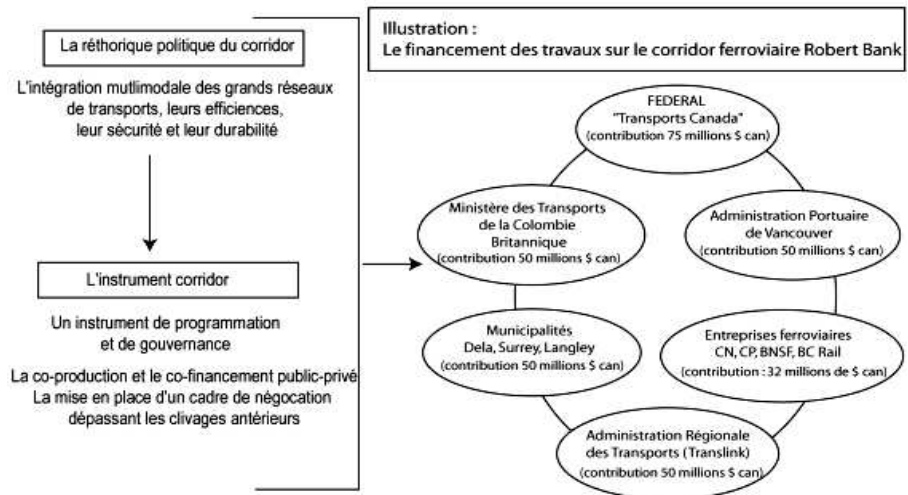 La réthorique politique du corridor
L'intégration mutlimodale des grands réseaux
de transports, leurs efficiences,
leur sécurité et leur durabilité
L'instrument corridor
Un instrument de programmation
et de gouvernance
La co-production et le co-financement public-privé
La mise en place d'un cadre de négocation
dépassant les clivages antérieurs
Illustration :
Le financement des travaux sur le corridor ferroviaire Robert Bank
FEDERAL
"Transports Canada"
(contribution 75 millions $ can)
Ministère des Transports
de la Colombie
Britannique
(contribution 50 millions $ can)
Administration Portuaire
de Vancouver
(contribution 50 millions $ can)
Municipalités
Dela, Surrey, Langley
(contribution 50 millions $ can)
Entreprises ferroviaires
CN, CP, BNSF, BC Rail
(contribution : 32 millions de $ can)
Administration Régionale
des Transports (Translink)
(contribution 50 millions $ can)